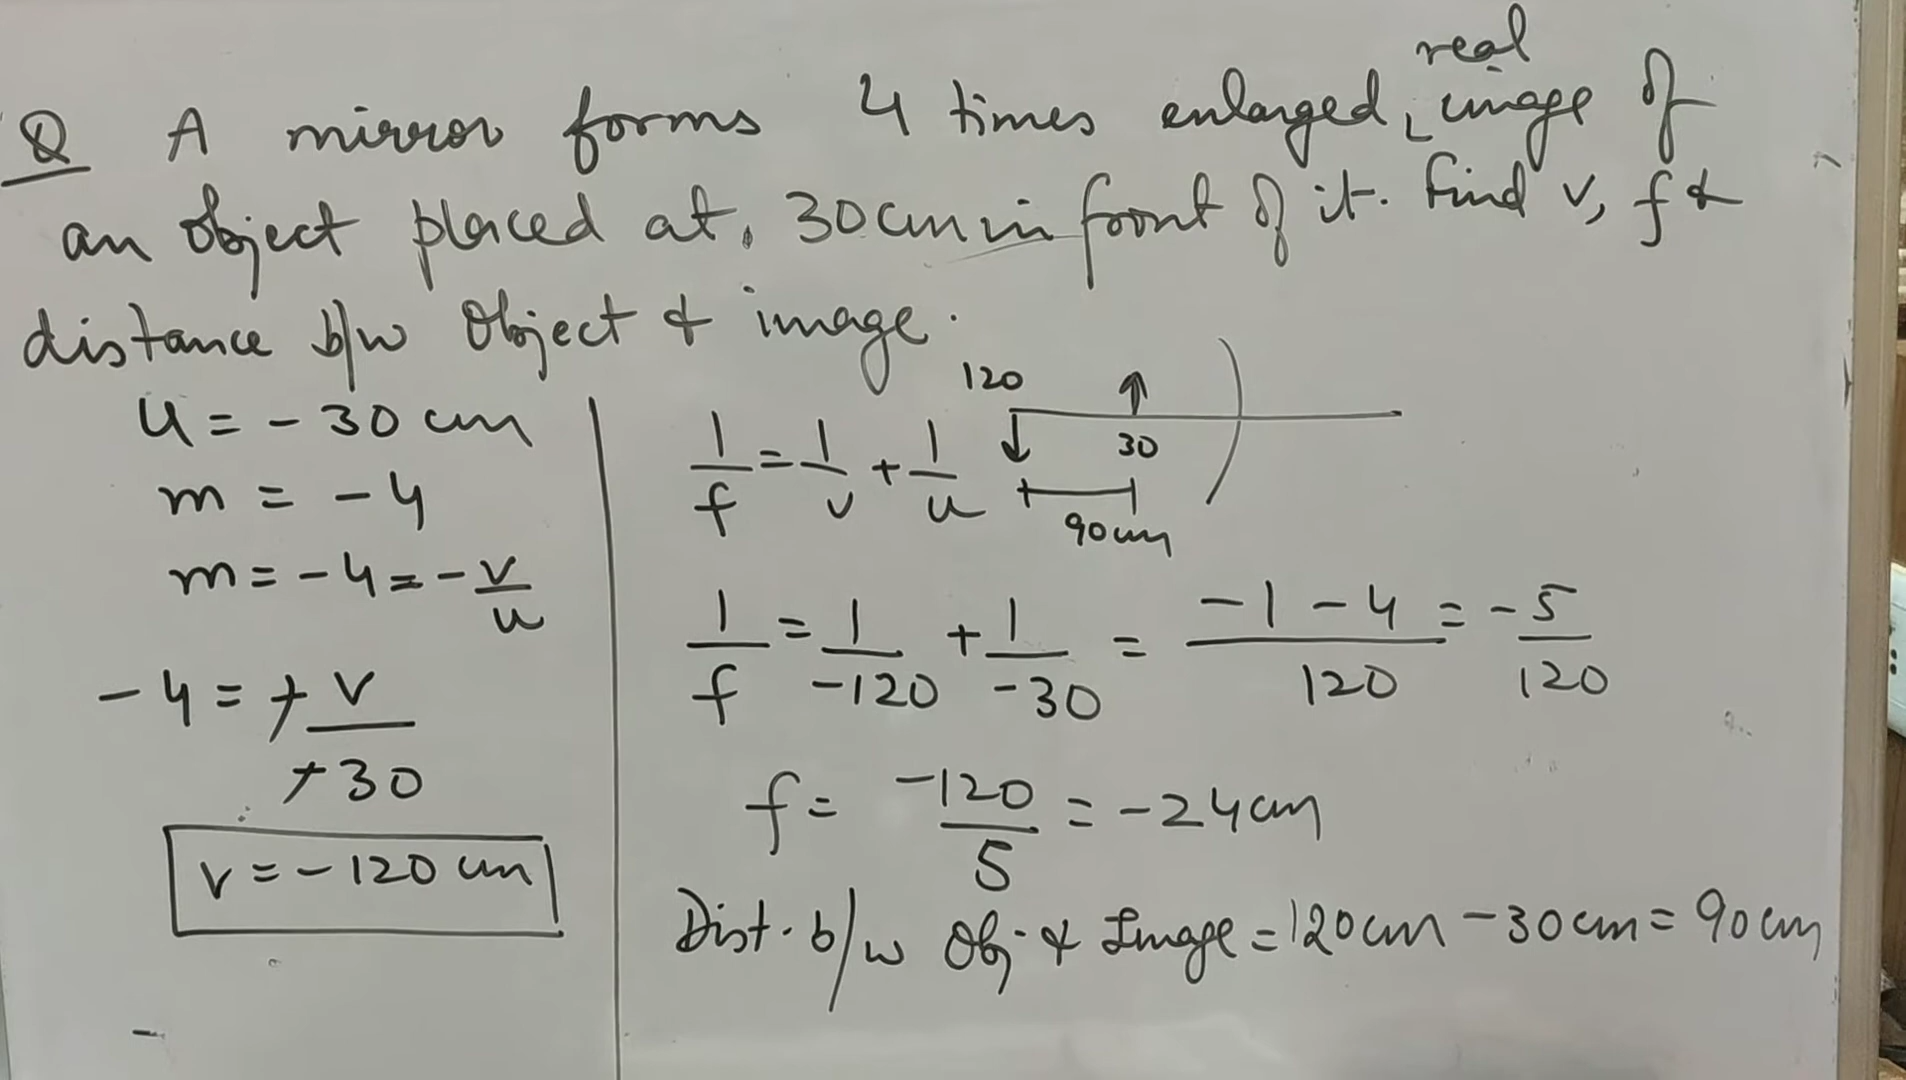 Q A mirror forms 4 times enlarged, real image of
an object placed at. 30cm in front of it. Find v, f &
distance b/w Object & image.
u = - 30 cm
m = - 4
m = - 4 = - v/u
- 4 = + v / + 30
v = - 120 cm
120
30
90cm
1/f = 1/v + 1/u
1/f = 1/-120 + 1/-30 = -1 - 4 / 120 = -5/120
f = -120/5 = -24cm
Dist. b/w Obj. & Image = 120cm - 30cm = 90cm